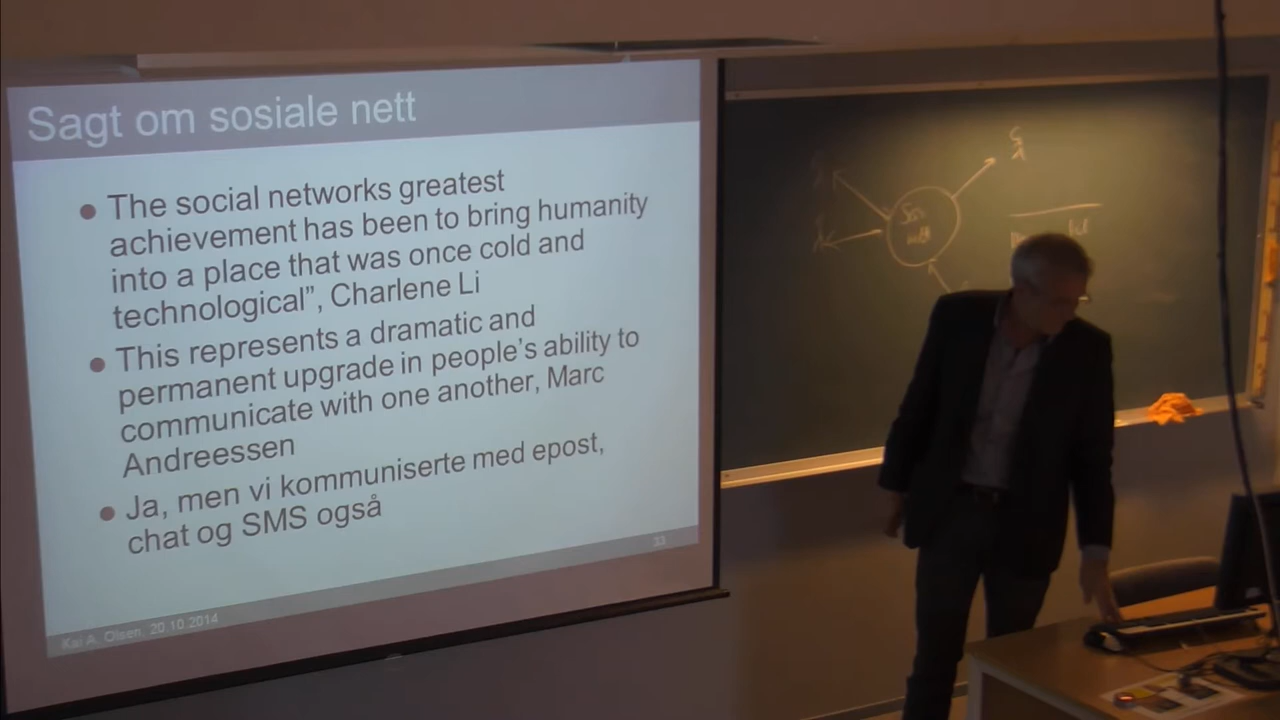 Sagt om sosiale nett
The social networks greatest
achievement has been to bring humanity
into a place that was once cold and
technological”, Charlene Li
This represents a dramatic and
permanent upgrade in people’s ability to
communicate with one another, Marc
Andreessen
Ja, men vi kommuniserte med epost,
chat og SMS også
23
Kai A. Olsen, 20.10.2014